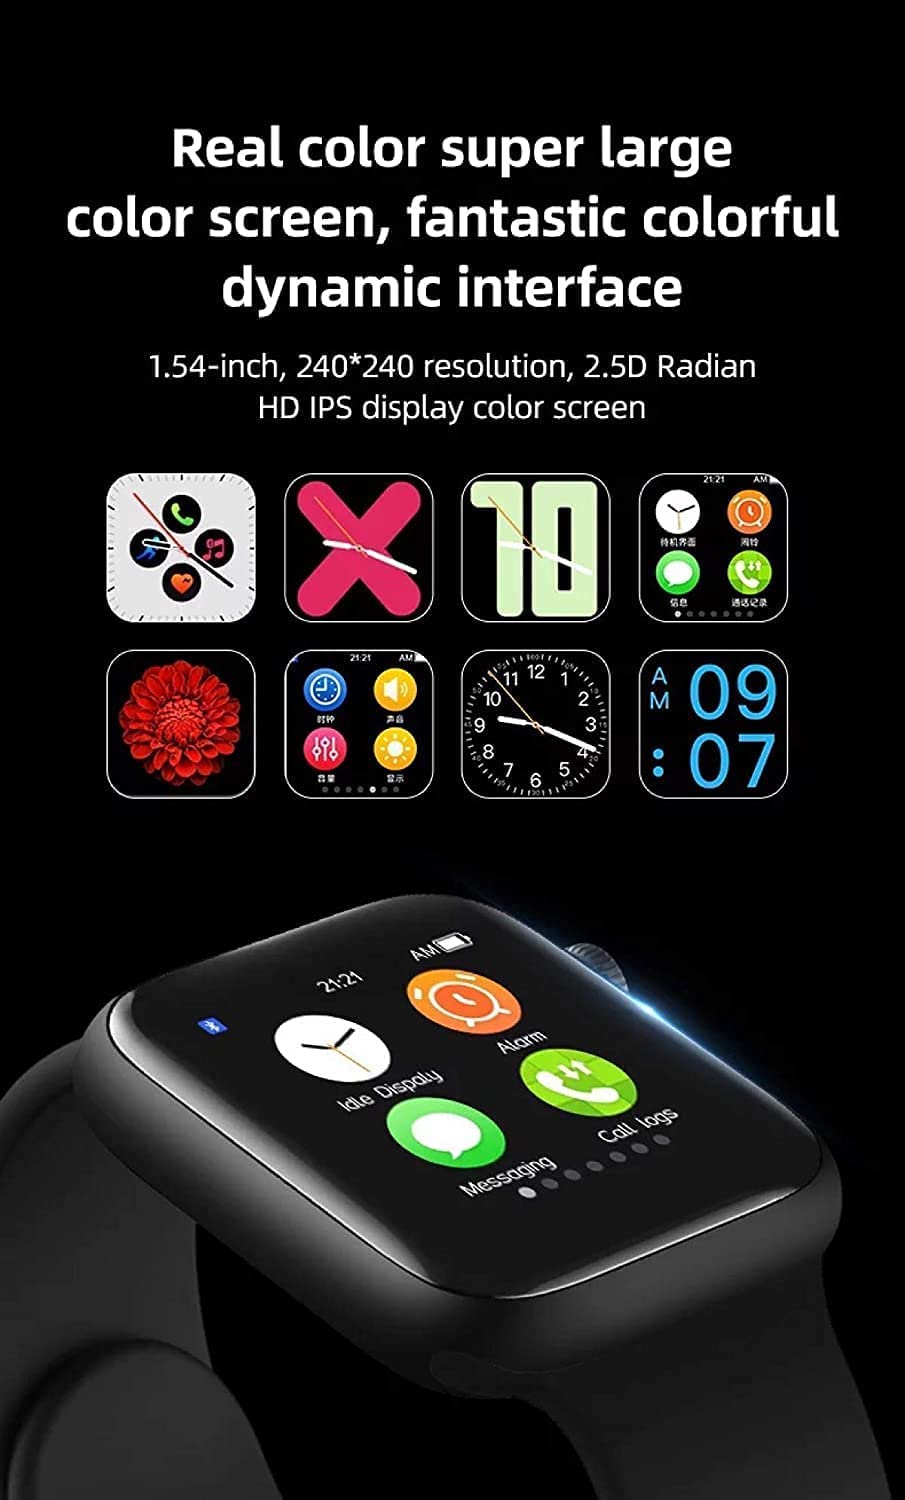 Real color super large
color screen, fantastic colorful
dynamic interface
1.54-inch, 240*240 resolution, 2.5D Radian
HD IPS display color screen
10
21:21 AM
待机界面 闹铃
信息 通话记录
21:21 AM
时钟 声音
音量 显示
12 1 2 3 4 5 6 7 8 9 10 11
AM 09
: 07
21:21 AM
Idle Dispaly Alarm
Messaging Call logs